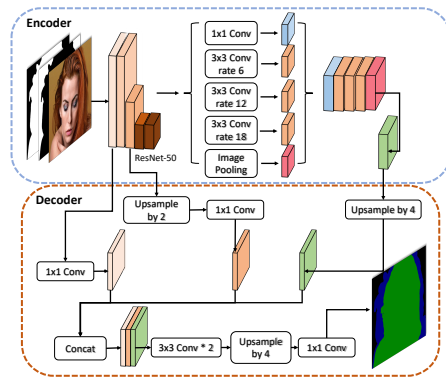 Encoder
1x1 Conv
3x3 Conv
rate 6
3x3 Conv
rate 12
3x3 Conv
rate 18
Image
Pooling
ResNet-50
Decoder
Upsample
by 2
1x1 Conv
Upsample by 4
1x1 Conv
Concat
3x3 Conv * 2
Upsample
by 4
1x1 Conv